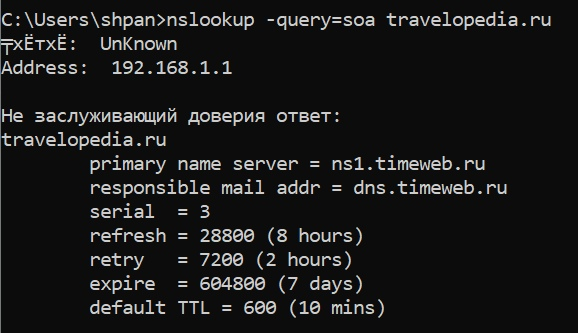 C:\Users\shpan>nslookup -query=soa travelopedia.ru
╤хЁтхЁ:  UnKnown
Address:  192.168.1.1

Не заслуживающий доверия ответ:
travelopedia.ru
        primary name server = ns1.timeweb.ru
        responsible mail addr = dns.timeweb.ru
        serial  = 3
        refresh = 28800 (8 hours)
        retry   = 7200 (2 hours)
        expire  = 604800 (7 days)
        default TTL = 600 (10 mins)